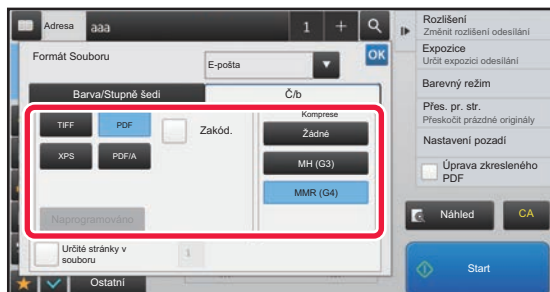 Adresa
aaa
1
Formát Souboru
E-pošta
OK
Barva/Stupně šedi
Č/b
TIFF
PDF
Zakód.
XPS
PDF/A
Naprogramováno
Komprese
Žádné
MH (G3)
MMR (G4)
Určité stránky v
souboru
1
Ostatní
Rozlišení
Změnit rozlišení odesílání
Expozice
Určit expozici odesílání
Barevný režim
Přes. pr. str.
Přeskočit prázdné originály
Nastavení pozadí
Úprava zkresleného
PDF
Náhled
CA
Start